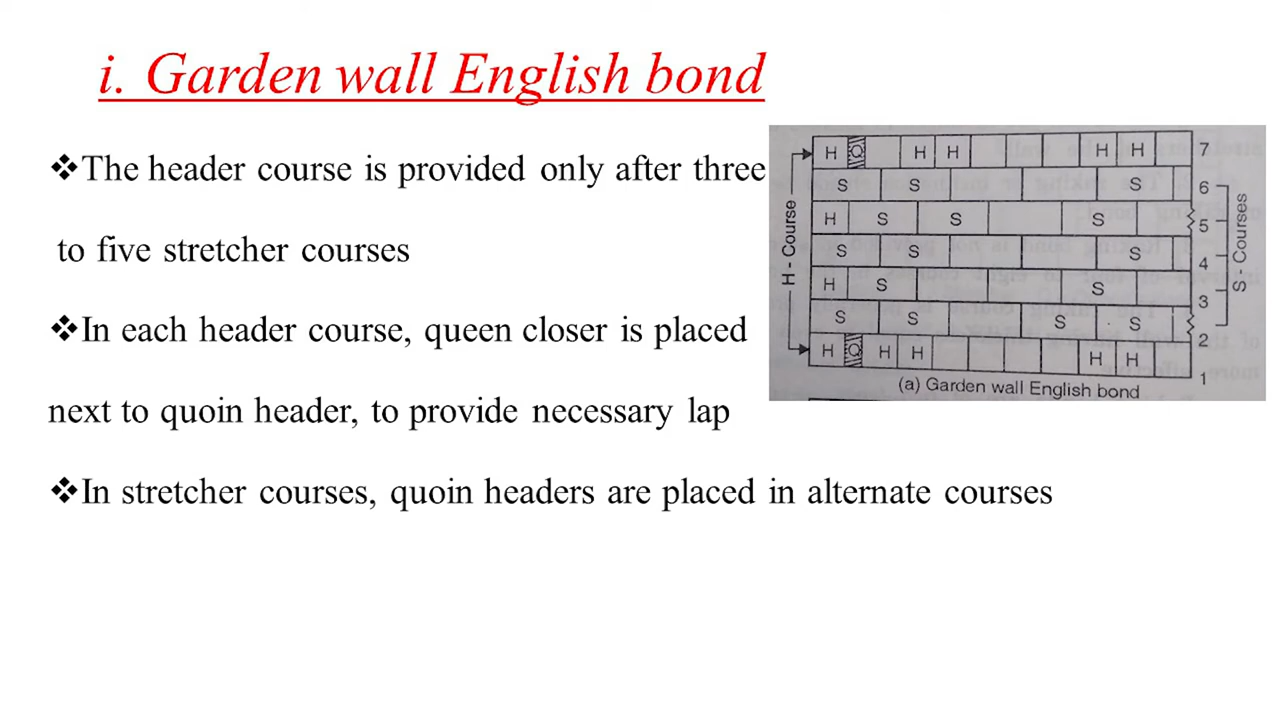 i. Garden wall English bond
❖The header course is provided only after three
to five stretcher courses
❖In each header course, queen closer is placed
next to quoin header, to provide necessary lap
❖In stretcher courses, quoin headers are placed in alternate courses
H Q H H H H 7
S S S 6
H S S S 5
S S S 4
H S S 3
S S S S 2
H Q H H H H 1
H - Course
S - Courses
(a) Garden wall English bond